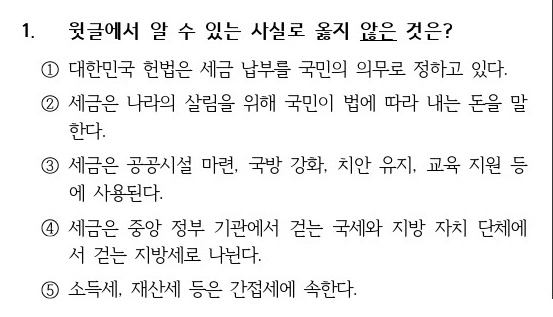 1. 윗글에서 알 수 있는 사실로 옳지 않은 것은?
① 대한민국 헌법은 세금 납부를 국민의 의무로 정하고 있다.
② 세금은 나라의 살림을 위해 국민이 법에 따라 내는 돈을 말
한다.
③ 세금은 공공시설 마련, 국방 강화, 치안 유지, 교육 지원 등
에 사용된다.
④ 세금은 중앙 정부 기관에서 걷는 국세와 지방 자치 단체에
서 걷는 지방세로 나뉜다.
⑤ 소득세, 재산세 등은 간접세에 속한다.